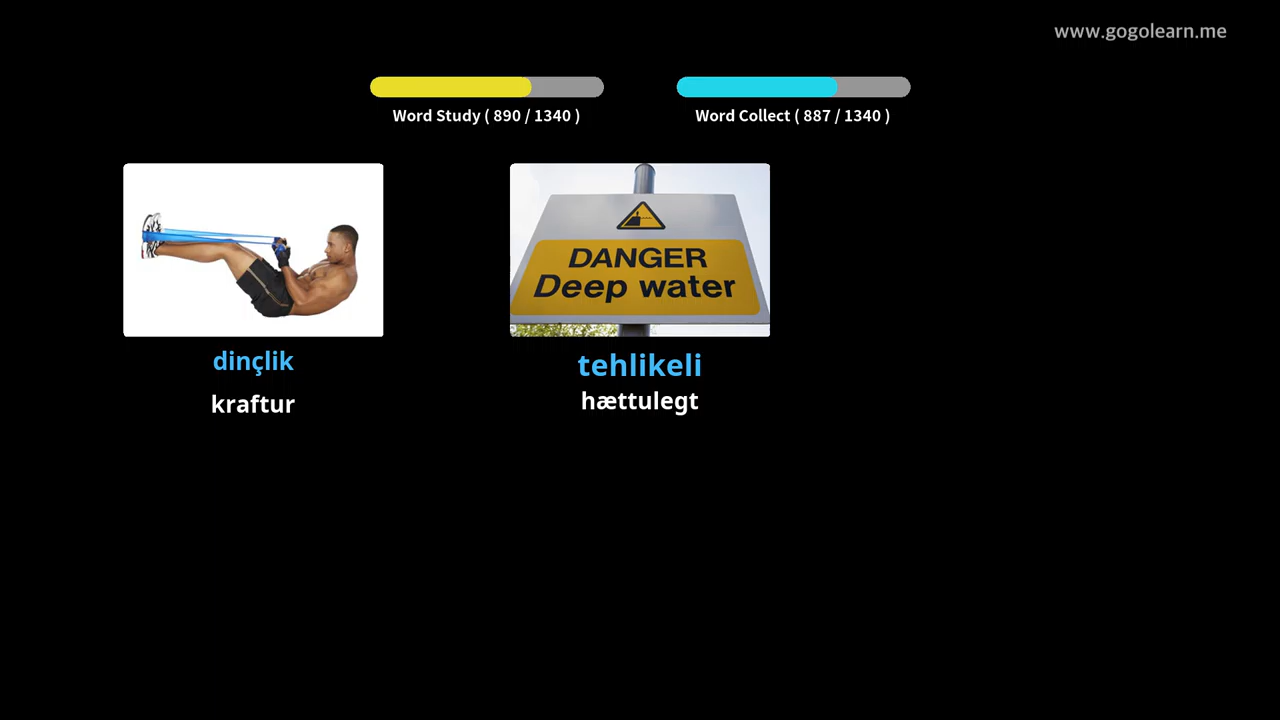 www.gogolearn.me
Word Study ( 890 / 1340 )
Word Collect ( 887 / 1340 )
DANGER
Deep water
dinçlik
kraftur
tehlikeli
hættulegt